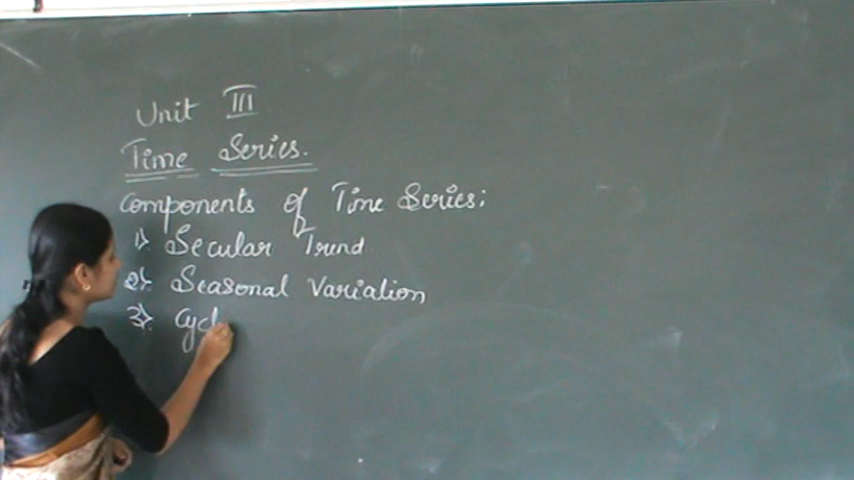 Unit III
Time Series.
Components of Time Series:
1). Secular Trend
2). Seasonal Variation
3). Cycl